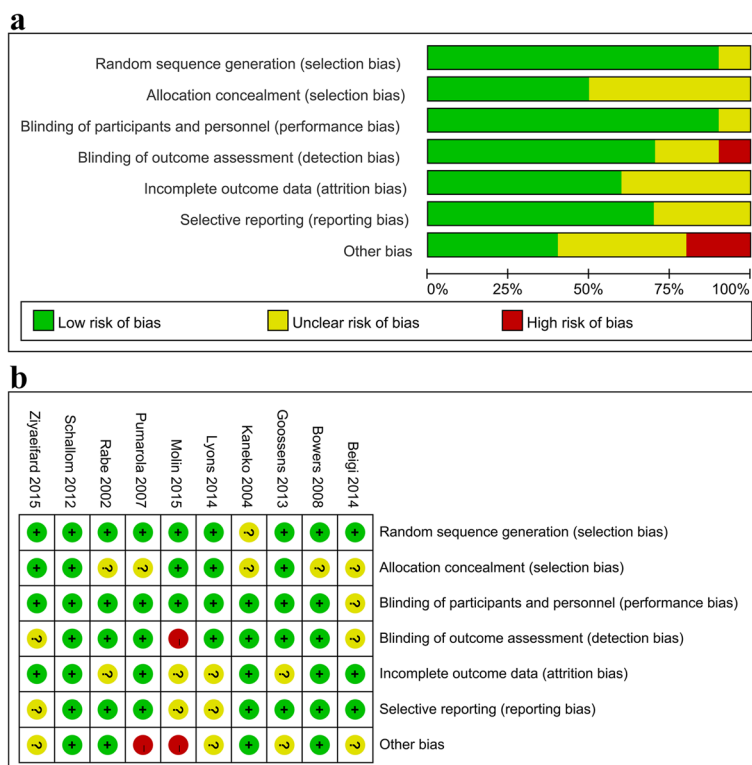 a
Random sequence generation (selection bias)
Allocation concealment (selection bias)
Blinding of participants and personnel (performance bias)
Blinding of outcome assessment (detection bias)
Incomplete outcome data (attrition bias)
Selective reporting (reporting bias)
Other bias
0% 25% 50% 75% 100%
Low risk of bias Unclear risk of bias High risk of bias
b
Ziyaeifard 2015
Schallom 2012
Rabe 2002
Pumarola 2007
Molin 2015
Lyons 2014
Kaneko 2004
Goossens 2013
Bowers 2008
Beigi 2014
+ + + + + + ? + + + Random sequence generation (selection bias)
+ + ? ? + + ? + ? ? Allocation concealment (selection bias)
+ + + + + + + + + ? Blinding of participants and personnel (performance bias)
? + + + – + + + + ? Blinding of outcome assessment (detection bias)
+ + ? + ? ? + ? + + Incomplete outcome data (attrition bias)
? + + + ? ? + + + + Selective reporting (reporting bias)
? + + – – ? + ? + ? Other bias